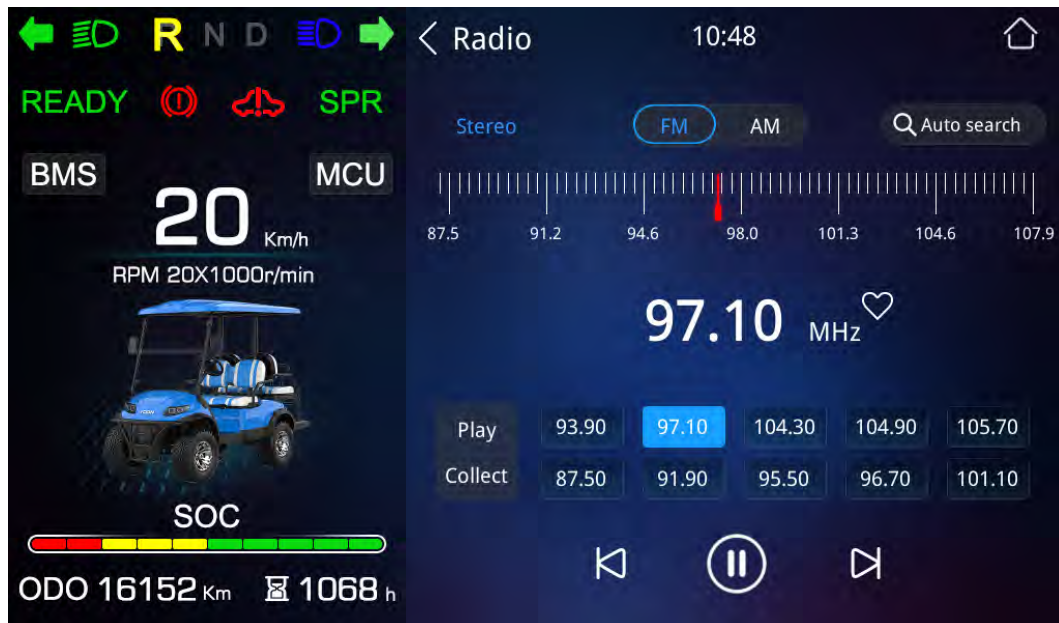 R N D
READY SPR
BMS MCU
20 Km/h
RPM 20X1000r/min
SOC
ODO 16152 Km 1068 h
Radio 10:48
Stereo FM AM Auto search
87.5 91.2 94.6 98.0 101.3 104.6 107.9
97.10 MHz
Play 93.90 97.10 104.30 104.90 105.70
Collect 87.50 91.90 95.50 96.70 101.10